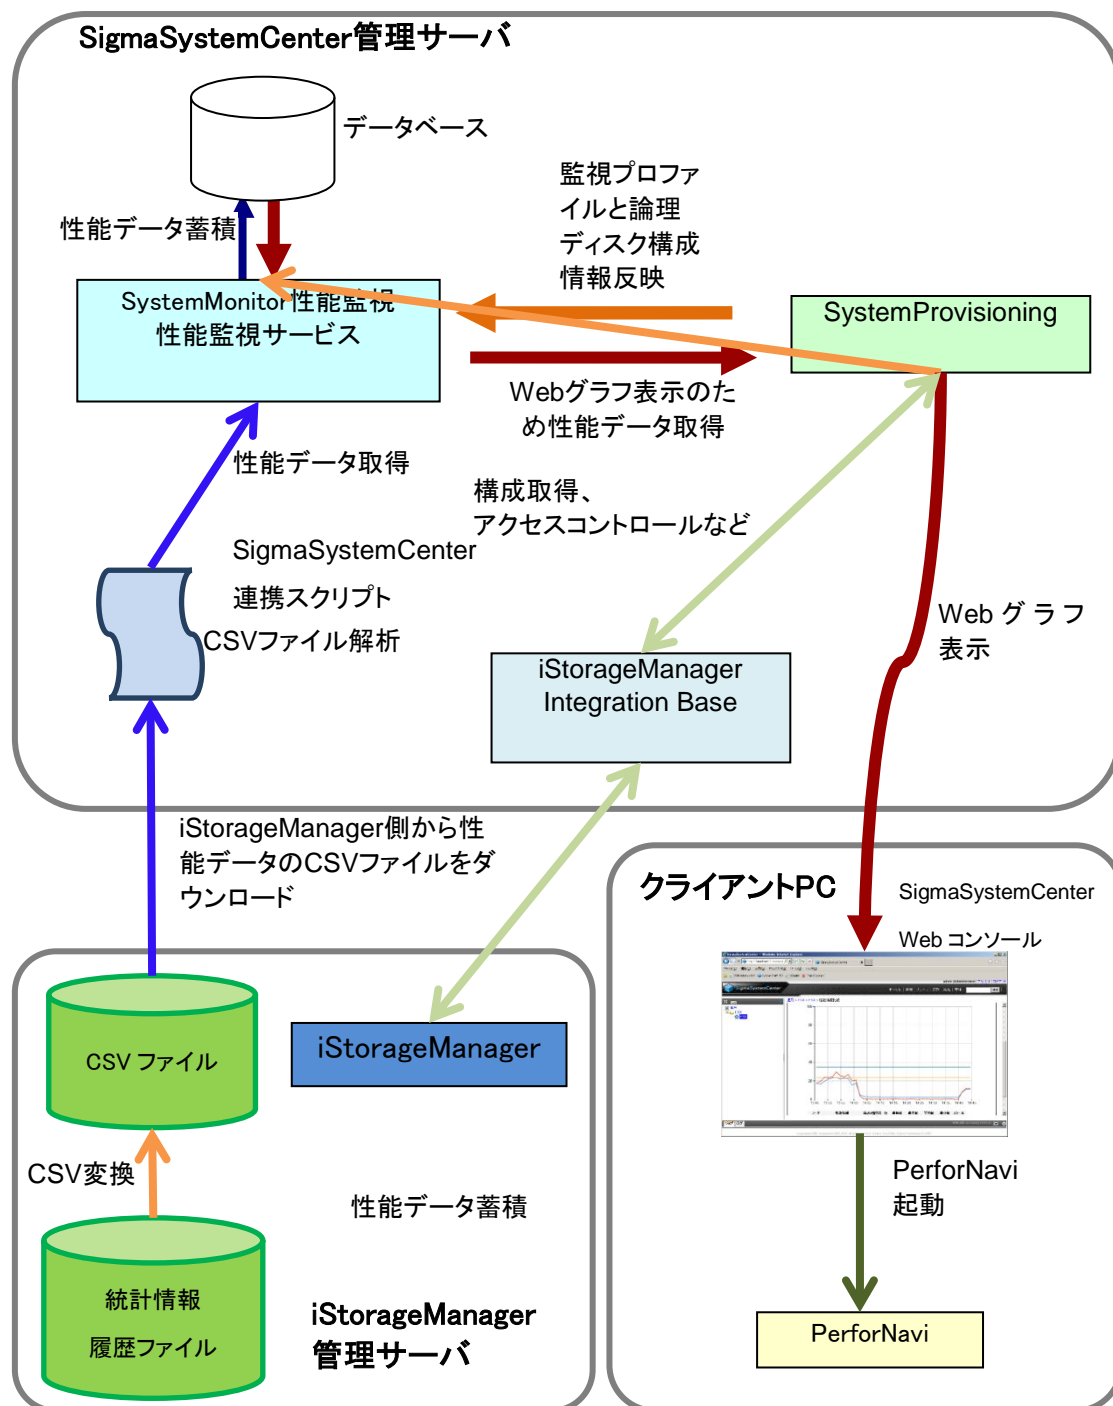 SigmaSystemCenter管理サーバ
データベース
監視プロファ
イルと論理
ディスク構成
情報反映
性能データ蓄積
SystemMonitor性能監視
性能監視サービス
SystemProvisioning
Webグラフ表示のた
め性能データ取得
性能データ取得
構成取得、
アクセスコントロールなど
SigmaSystemCenter
連携スクリプト
CSVファイル解析
Web グ ラ フ
表示
iStorageManager
Integration Base
iStorageManager側から性
能データのCSVファイルをダ
ウンロード
クライアントPC
SigmaSystemCenter
Web コンソール
SigmaSystemCenter
iStorageManager
CSV ファイル
CSV変換
性能データ蓄積
統計情報
履歴ファイル
iStorageManager
管理サーバ
PerforNavi
起動
PerforNavi